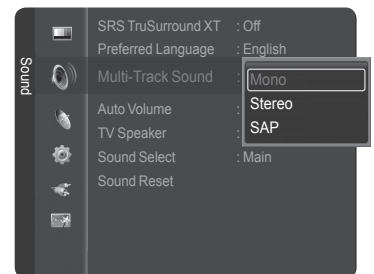 Sound
SRS TruSurround XT : Off
Preferred Language : English
Multi-Track Sound :
Mono
Stereo
SAP
Auto Volume :
TV Speaker :
Sound Select : Main
Sound Reset